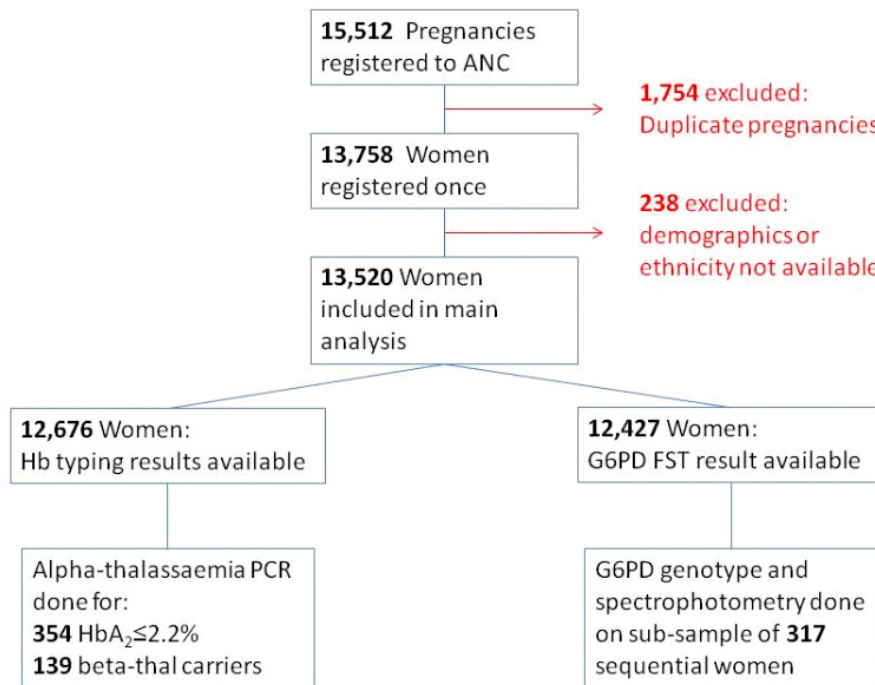 15,512 Pregnancies
registered to ANC
1,754 excluded:
Duplicate pregnancies
13,758 Women
registered once
238 excluded:
demographics or
ethnicity not available
13,520 Women
included in main
analysis
12,676 Women:
Hb typing results available
12,427 Women:
G6PD FST result available
Alpha-thalassaemia PCR
done for:
354 HbA₂≤2.2%
139 beta-thal carriers
G6PD genotype and
spectrophotometry done
on sub-sample of 317
sequential women